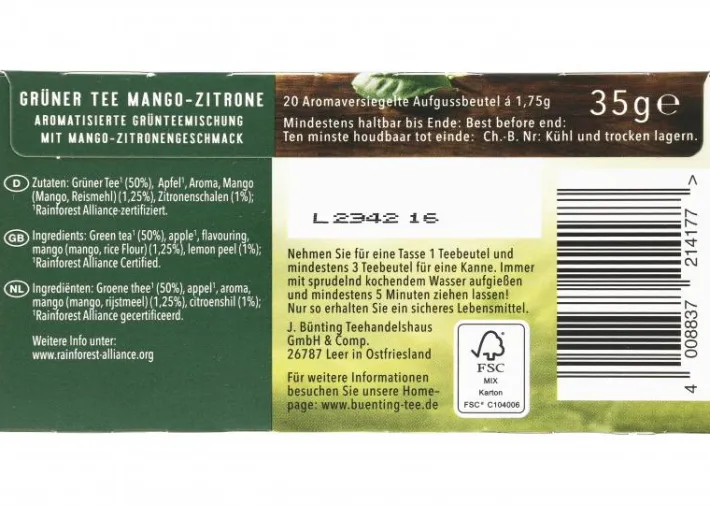 GRÜNER TEE MANGO-ZITRONE
AROMATISIERTE GRÜNTEEMISCHUNG
MIT MANGO-ZITRONENGESCHMACK
20 Aromaversiegelte Aufgussbeutel á 1,75g
35g e
Mindestens haltbar bis Ende: Best before end:
Ten minste houdbaar tot einde: Ch.-B. Nr: Kühl und trocken lagern.
D Zutaten: Grüner Tee¹ (50%), Apfel¹, Aroma, Mango
(Mango, Reismehl) (1,25%), Zitronenschalen (1%);
¹Rainforest Alliance-zertifiziert.
GB Ingredients: Green tea¹ (50%), apple¹, flavouring,
mango (mango, rice Flour) (1,25%), lemon peel (1%);
¹Rainforest Alliance Certified.
NL Ingrediënten: Groene thee¹ (50%), appel¹, aroma,
mango (mango, rijstmeel) (1,25%), citroenshil (1%);
¹Rainforest Alliance gecertificeerd.
Weitere Info unter:
www.rainforest-alliance.org
L 2342 16
Nehmen Sie für eine Tasse 1 Teebeutel und
mindestens 3 Teebeutel für eine Kanne. Immer
mit sprudelnd kochendem Wasser aufgießen
und mindestens 5 Minuten ziehen lassen!
Nur so erhalten Sie ein sicheres Lebensmittel.
J. Bünting Teehandelshaus
GmbH & Comp.
26787 Leer in Ostfriesland
Für weitere Informationen
besuchen Sie unsere Home-
page: www.buenting-tee.de
FSC
MIX
Karton
FSC® C104006
4 008837 214177 >